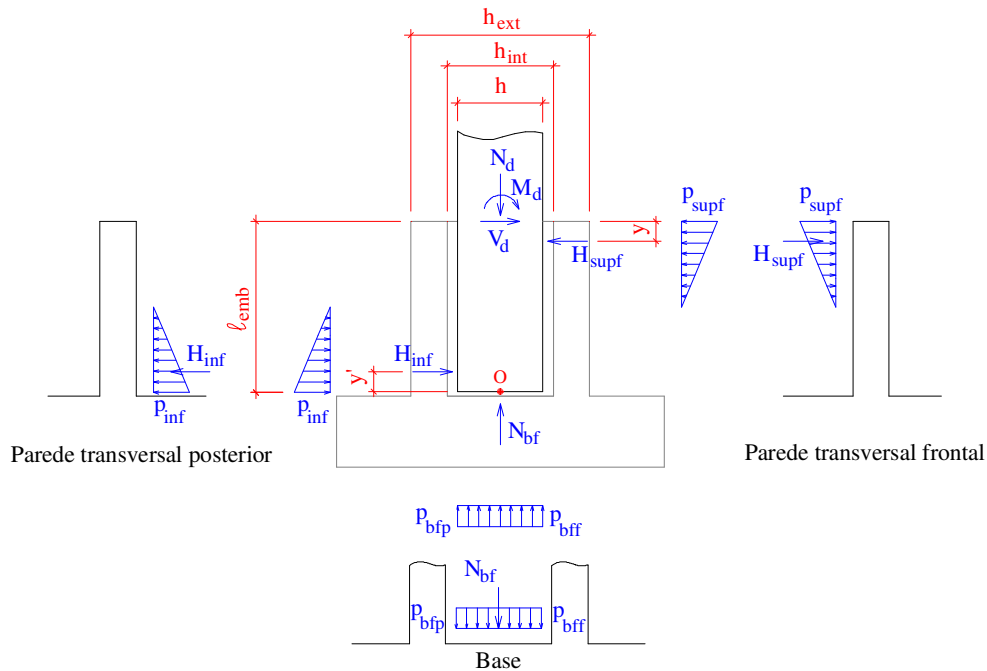 h_ext
h_int
h
N_d
M_d
p_supf
p_supf
y
V_d
H_supf
H_supf
ℓ_emb
H_inf
H_inf
y'
O
p_inf
p_inf
N_bf
Parede transversal posterior
Parede transversal frontal
p_bfp
p_bff
N_bf
p_bfp
p_bff
Base